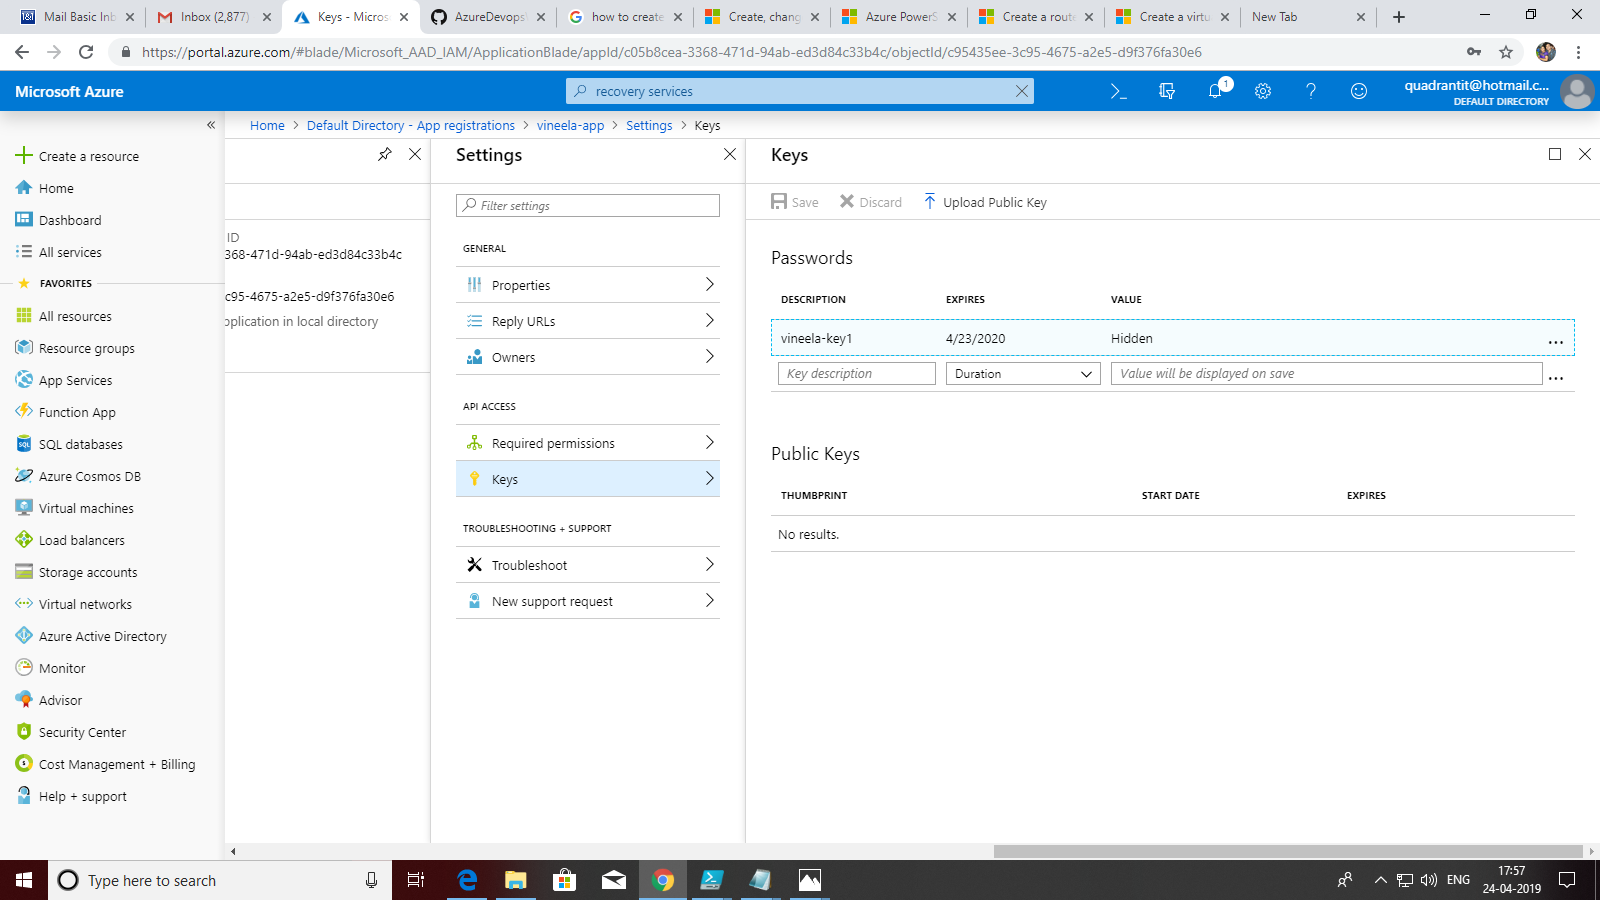 Mail Basic Inb
Inbox (2,877)
Keys - Micros
AzureDevops
how to create
Create, chang
Azure PowerS
Create a rout
Create a virtu
New Tab
https://portal.azure.com/#blade/Microsoft_AAD_IAM/ApplicationBlade/appId/c05b8cea-3368-471d-94ab-ed3d84c33b4c/objectId/c95435ee-3c95-4675-a2e5-d9f376fa30e6
Microsoft Azure
recovery services
1
quadrantit@hotmail.c...
DEFAULT DIRECTORY
Home > Default Directory - App registrations > vineela-app > Settings > Keys
Create a resource
Home
Dashboard
All services
FAVORITES
All resources
Resource groups
App Services
Function App
SQL databases
Azure Cosmos DB
Virtual machines
Load balancers
Storage accounts
Virtual networks
Azure Active Directory
Monitor
Advisor
Security Center
Cost Management + Billing
Help + support
ID
368-471d-94ab-ed3d84c33b4c
c95-4675-a2e5-d9f376fa30e6
pplication in local directory
Settings
Filter settings
GENERAL
Properties
Reply URLs
Owners
API ACCESS
Required permissions
Keys
TROUBLESHOOTING + SUPPORT
Troubleshoot
New support request
Keys
Save
Discard
Upload Public Key
Passwords
DESCRIPTION EXPIRES VALUE
vineela-key1 4/23/2020 Hidden ...
Key description Duration Value will be displayed on save ...
Public Keys
THUMBPRINT START DATE EXPIRES
No results.
Type here to search
ENG
17:57
24-04-2019